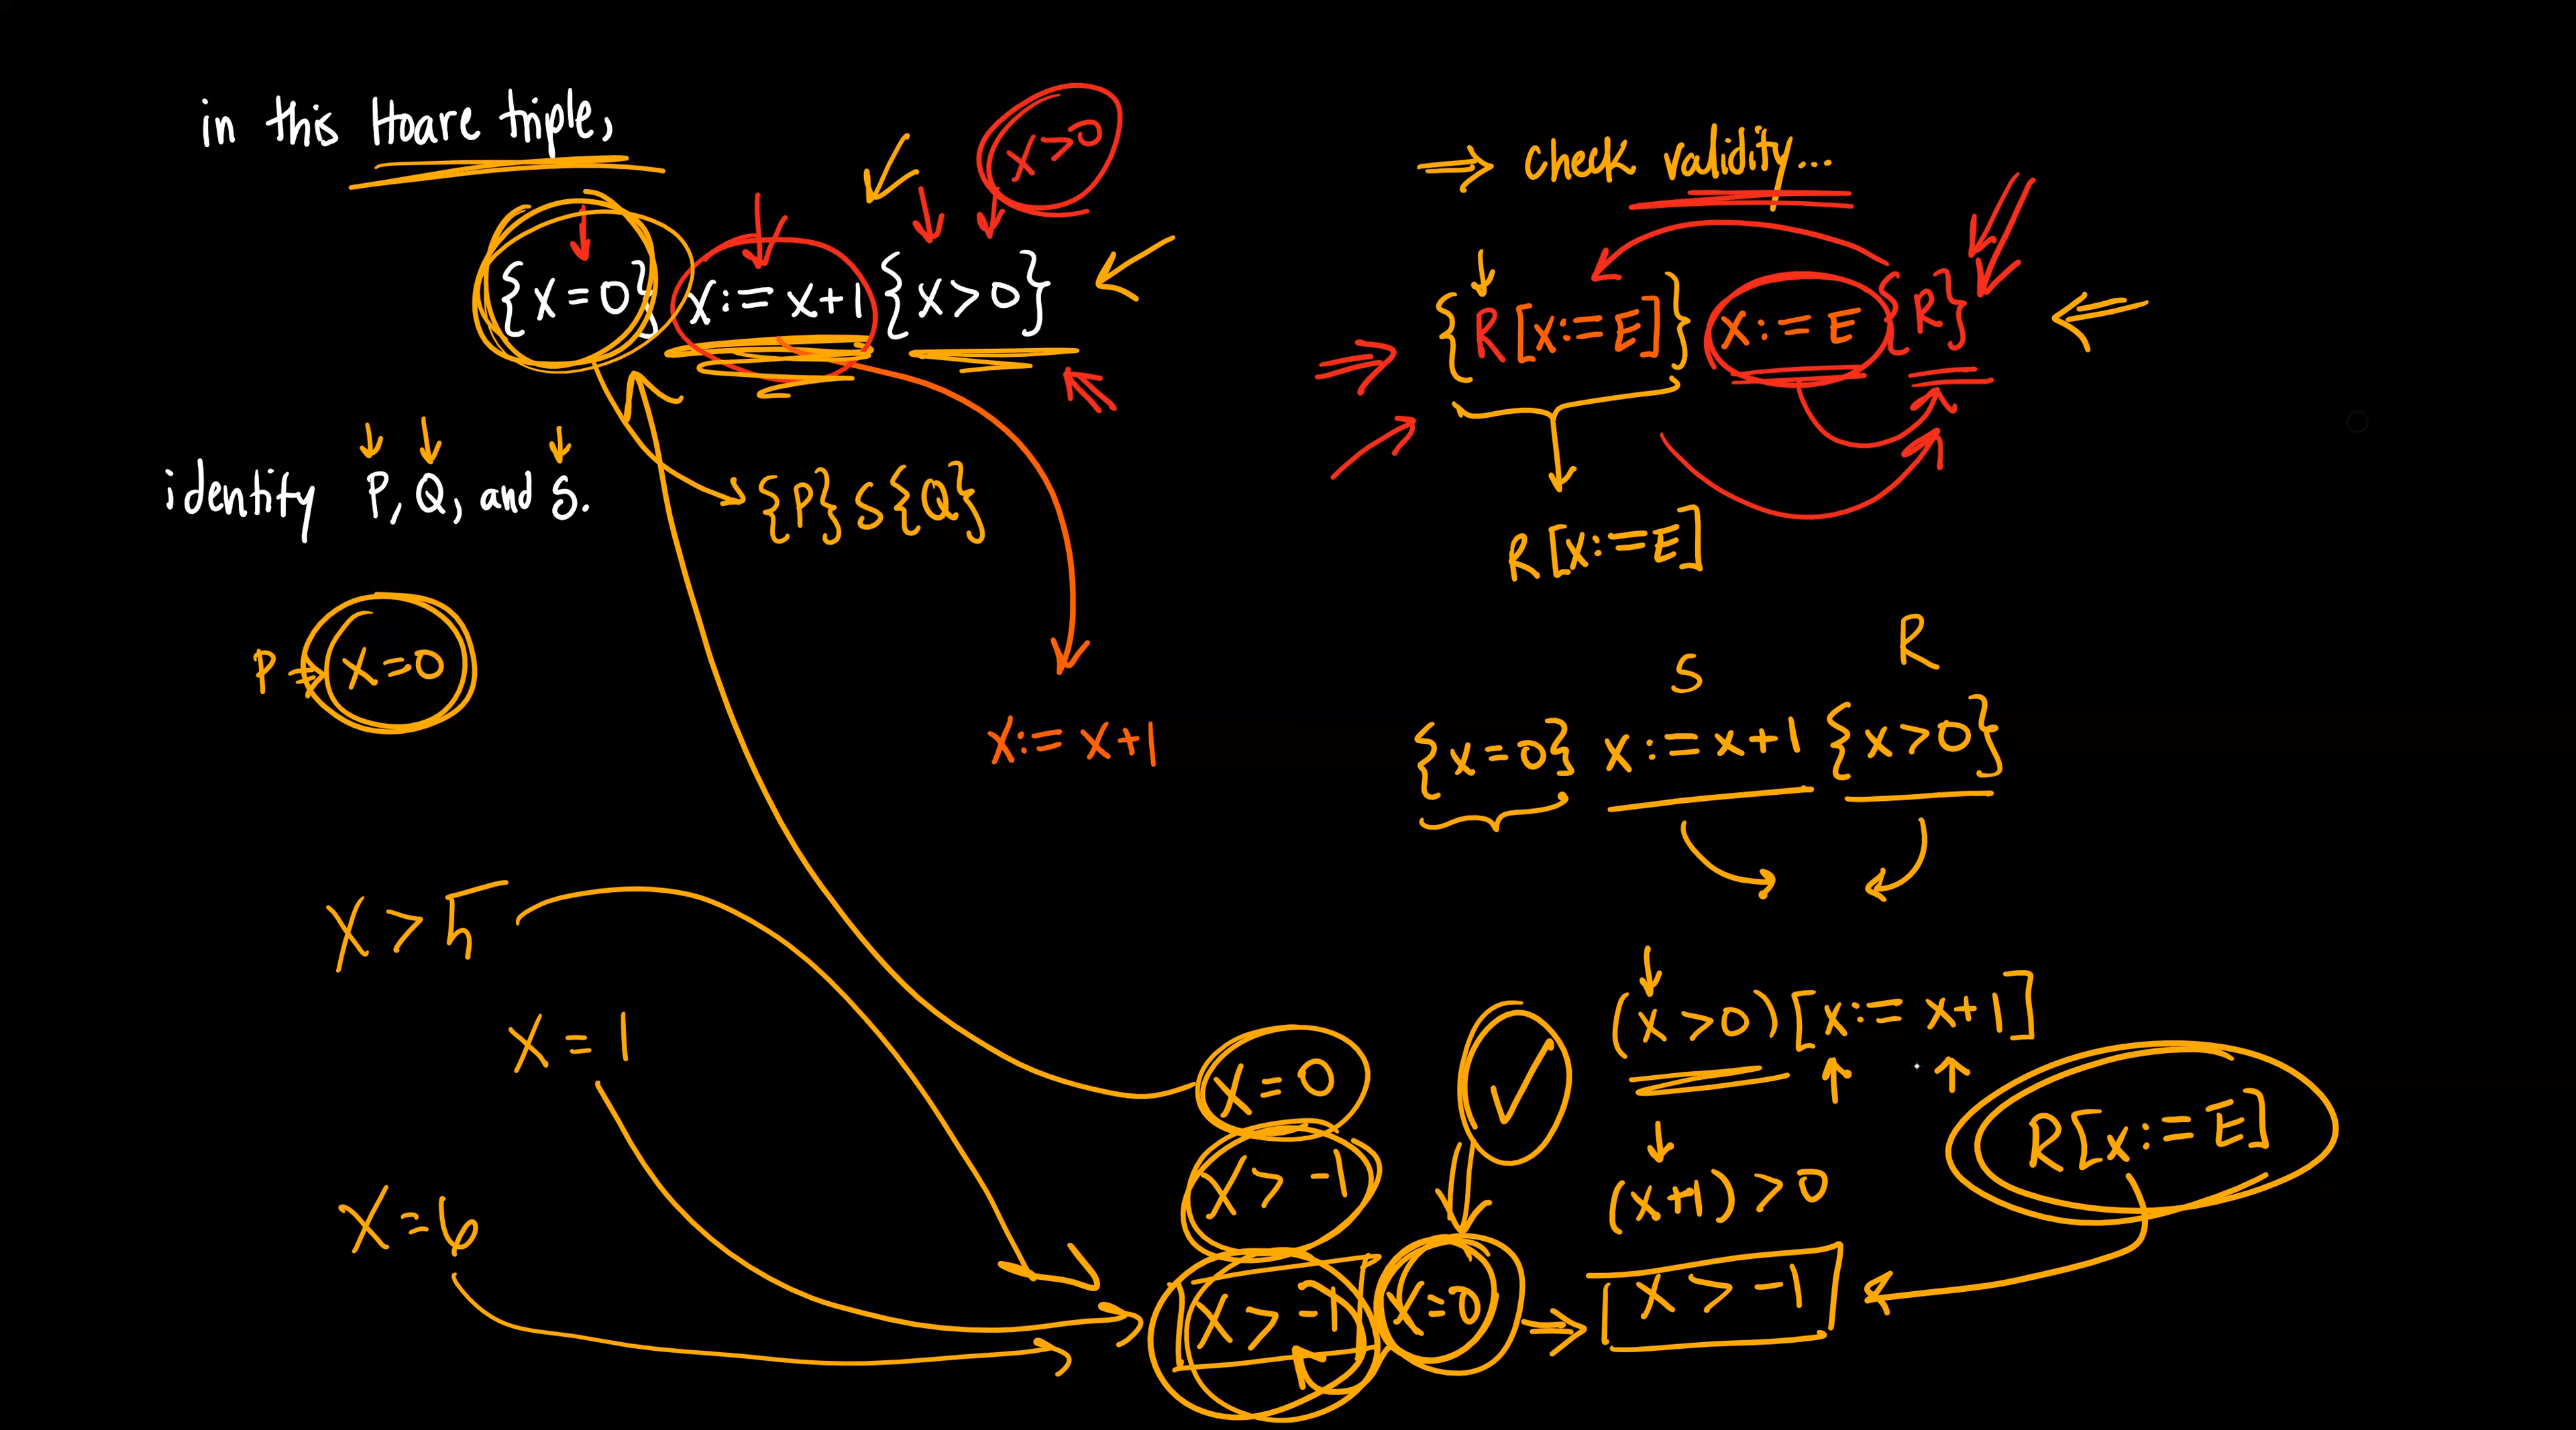 in this Hoare triple,
x>0
{x=0} x:= x+1 {x>0}
identify P, Q, and S.
{P} S {Q}
P → x=0
x:= x+1
x>5
x=1
x=6
x=0
x>-1
x>-1
x=0 ⇒ x>-1
⇒ check validity...
{R[x:=E]} x:=E {R}
R[x:=E]
S R
{x=0} x:=x+1 {x>0}
(x>0)[x:= x+1]
R[x:=E]
(x+1)>0